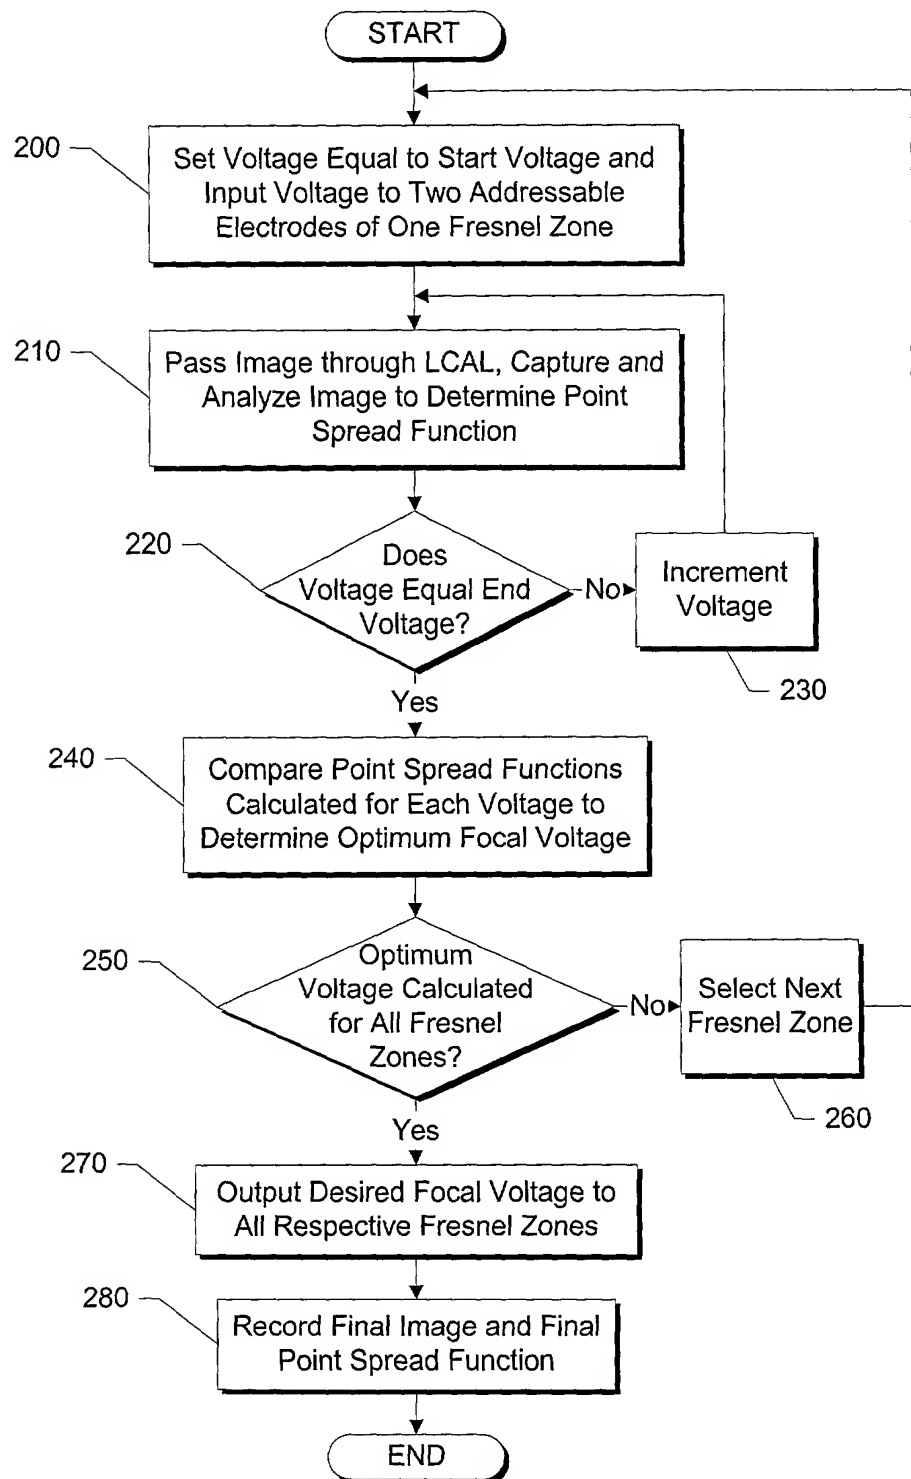 START
200
Set Voltage Equal to Start Voltage and
Input Voltage to Two Addressable
Electrodes of One Fresnel Zone
210
Pass Image through LCAL, Capture and
Analyze Image to Determine Point
Spread Function
220
Does
Voltage Equal End
Voltage?
No
Increment
Voltage
230
Yes
240
Compare Point Spread Functions
Calculated for Each Voltage to
Determine Optimum Focal Voltage
250
Optimum
Voltage Calculated
for All Fresnel
Zones?
No
Select Next
Fresnel Zone
260
Yes
270
Output Desired Focal Voltage to
All Respective Fresnel Zones
280
Record Final Image and Final
Point Spread Function
END